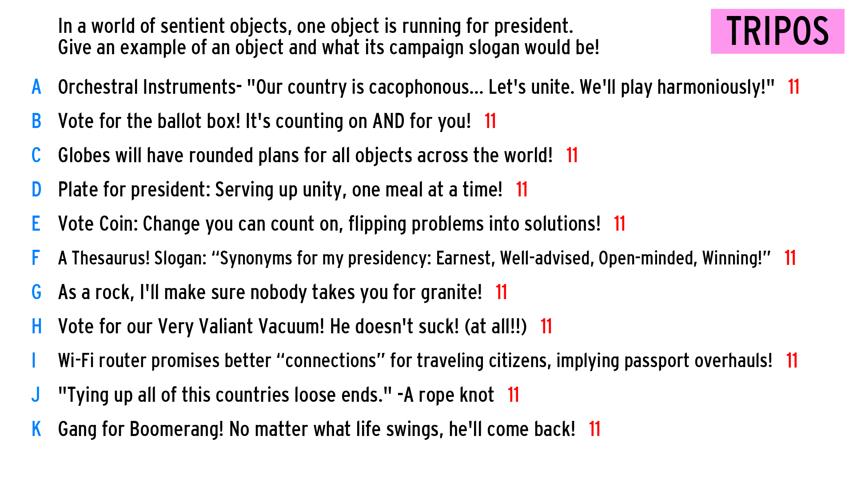 In a world of sentient objects, one object is running for president.
Give an example of an object and what its campaign slogan would be!
TRIPOS
A Orchestral Instruments- "Our country is cacophonous... Let's unite. We'll play harmoniously!" 11
B Vote for the ballot box! It's counting on AND for you! 11
C Globes will have rounded plans for all objects across the world! 11
D Plate for president: Serving up unity, one meal at a time! 11
E Vote Coin: Change you can count on, flipping problems into solutions! 11
F A Thesaurus! Slogan: “Synonyms for my presidency: Earnest, Well-advised, Open-minded, Winning!” 11
G As a rock, I'll make sure nobody takes you for granite! 11
H Vote for our Very Valiant Vacuum! He doesn't suck! (at all!!) 11
I Wi-Fi router promises better “connections” for traveling citizens, implying passport overhauls! 11
J "Tying up all of this countries loose ends." -A rope knot 11
K Gang for Boomerang! No matter what life swings, he'll come back! 11